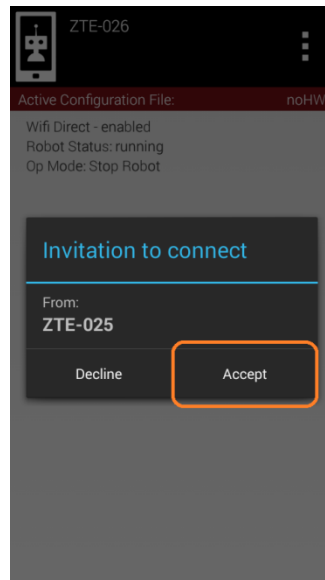 ZTE-026
Active Configuration File: noHW
Wifi Direct - enabled
Robot Status: running
Op Mode: Stop Robot
Invitation to connect
From:
ZTE-025
Decline Accept